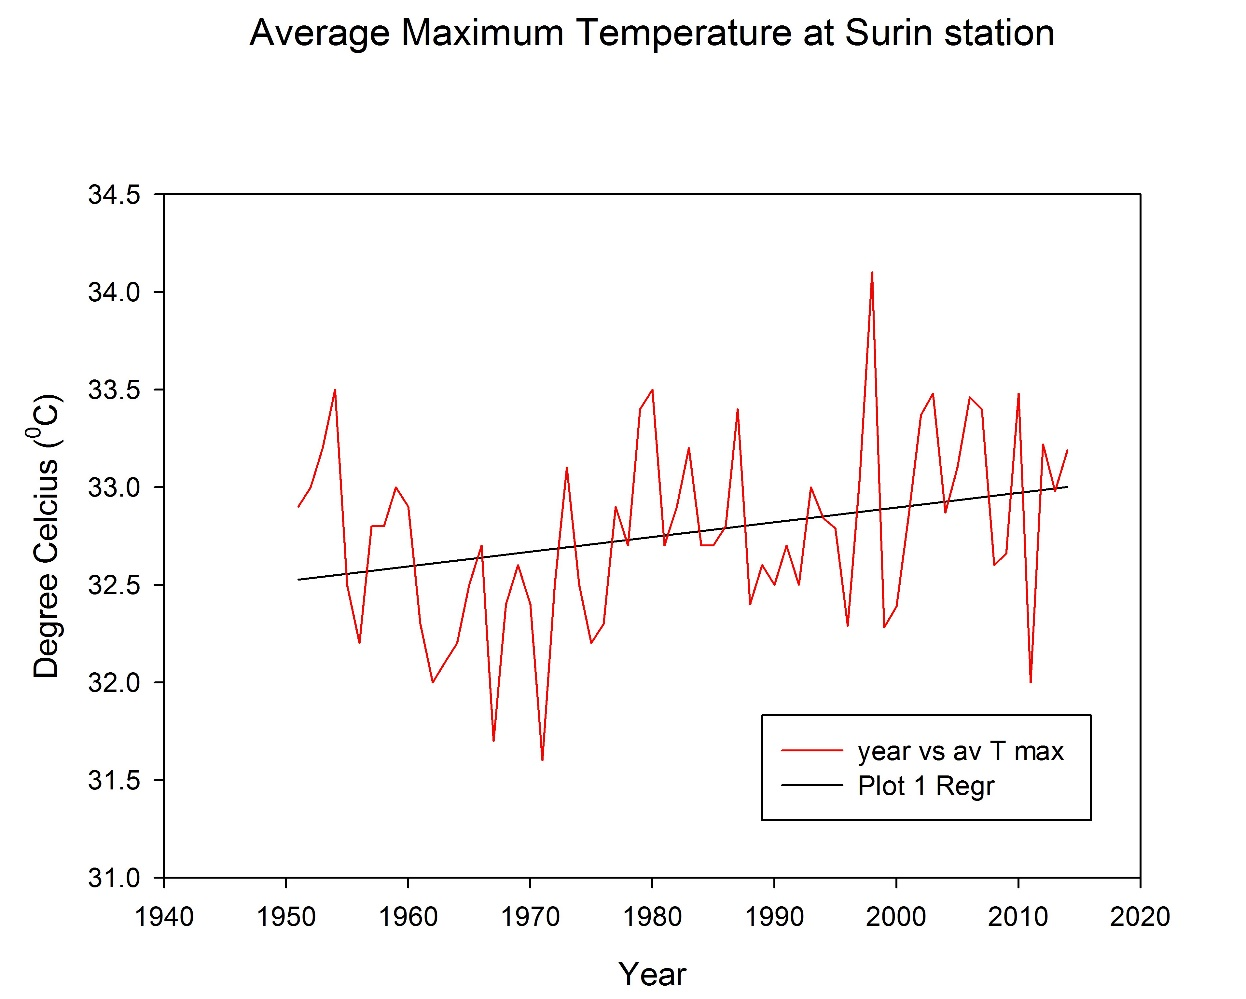 Average Maximum Temperature at Surin station
34.5
34.0
33.5
33.0
32.5
32.0
31.5
31.0
Degree Celcius (⁰C)
year vs av T max
Plot 1 Regr
1940 1950 1960 1970 1980 1990 2000 2010 2020
Year